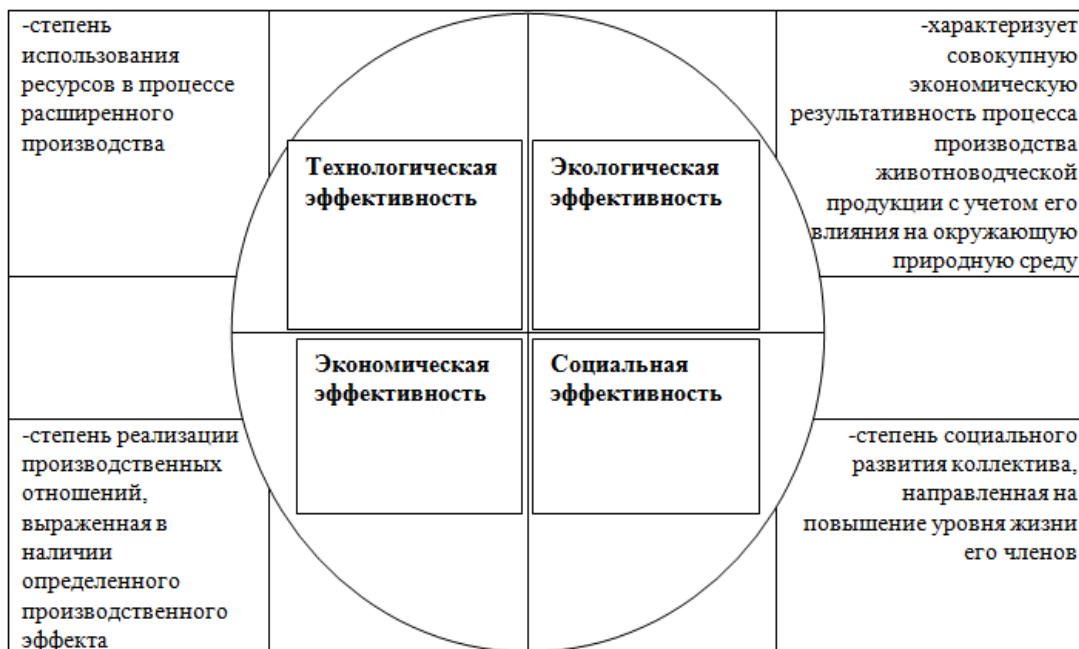 -степень
использования
ресурсов в процессе
расширенного
производства
-характеризует
совокупную
экономическую
результативность процесса
производства
животноводческой
продукции с учетом его
влияния на окружающую
природную среду
Технологическая
эффективность
Экологическая
эффективность
Экономическая
эффективность
Социальная
эффективность
-степень реализации
производственных
отношений,
выраженная в
наличии
определенного
производственного
эффекта
-степень социального
развития коллектива,
направленная на
повышение уровня жизни
его членов